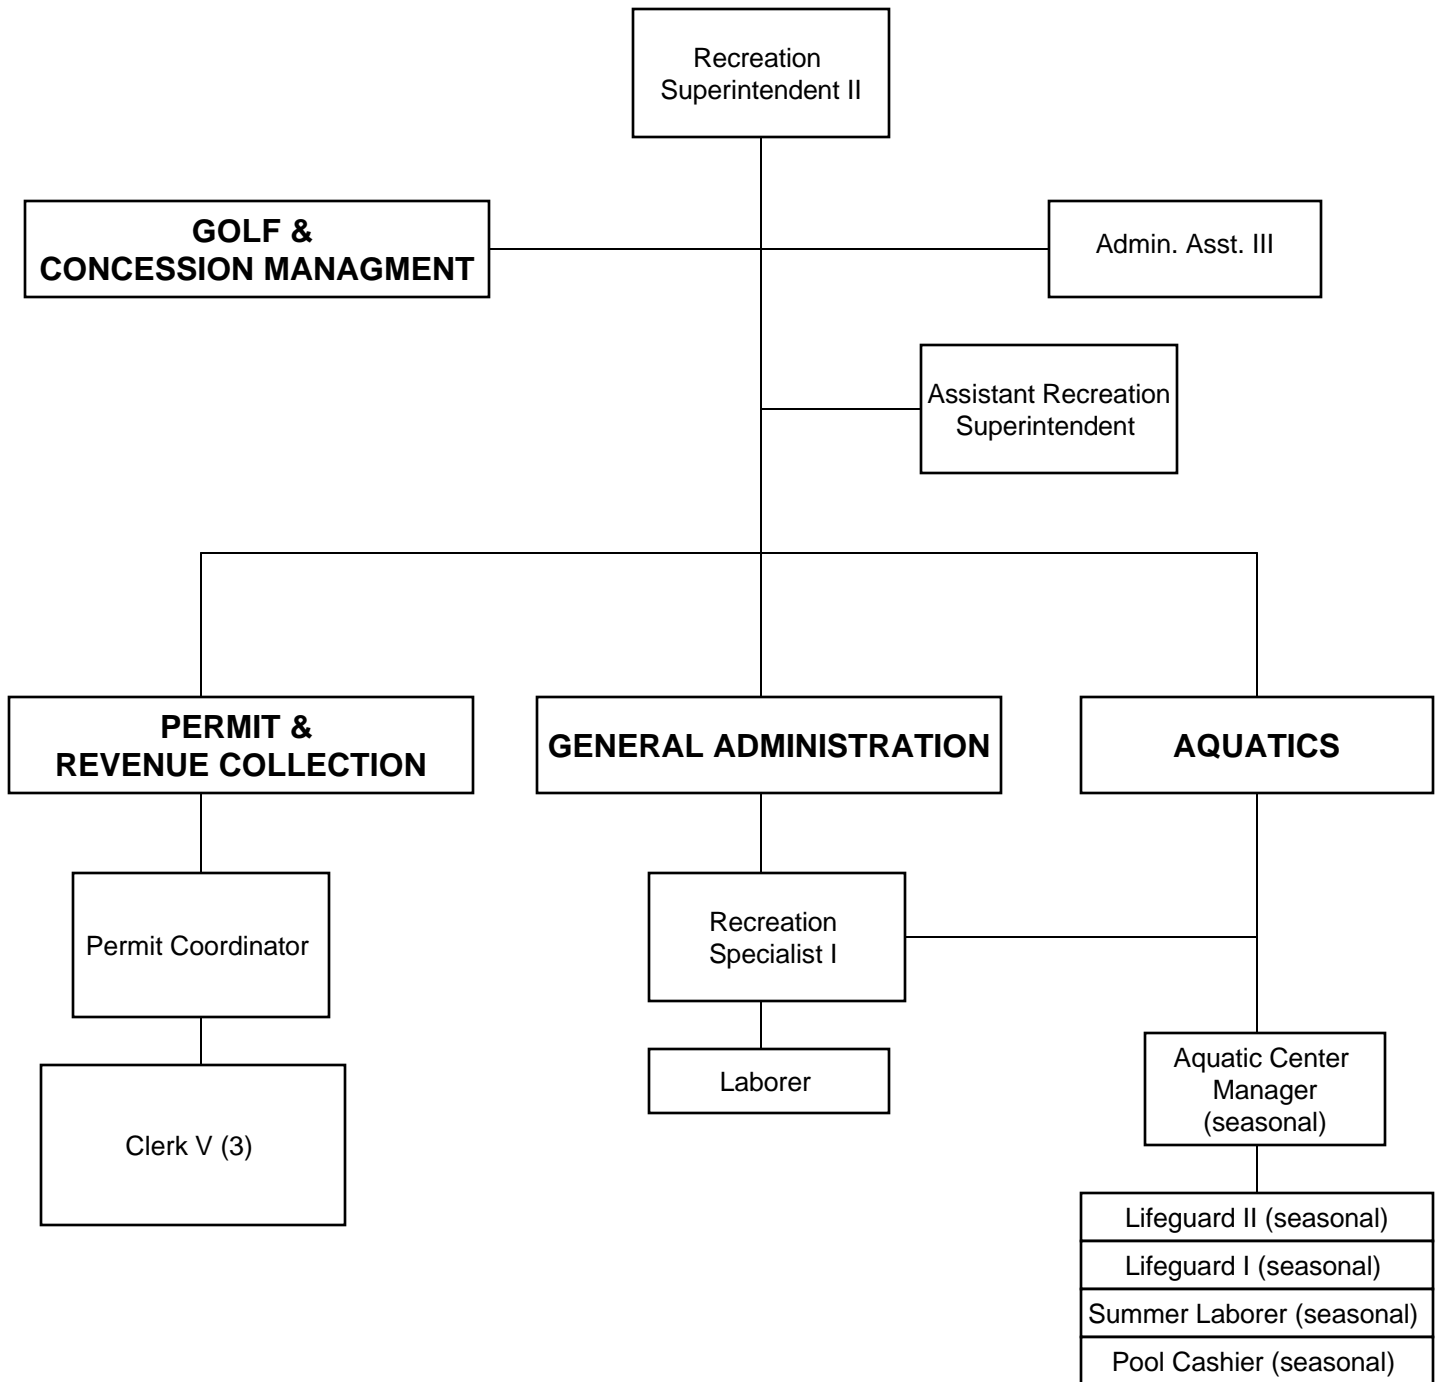 Recreation
Superintendent II
GOLF &
CONCESSION MANAGMENT
Admin. Asst. III
Assistant Recreation
Superintendent
PERMIT &
REVENUE COLLECTION
GENERAL ADMINISTRATION
AQUATICS
Permit Coordinator
Recreation
Specialist I
Clerk V (3)
Laborer
Aquatic Center
Manager
(seasonal)
Lifeguard II (seasonal)
Lifeguard I (seasonal)
Summer Laborer (seasonal)
Pool Cashier (seasonal)